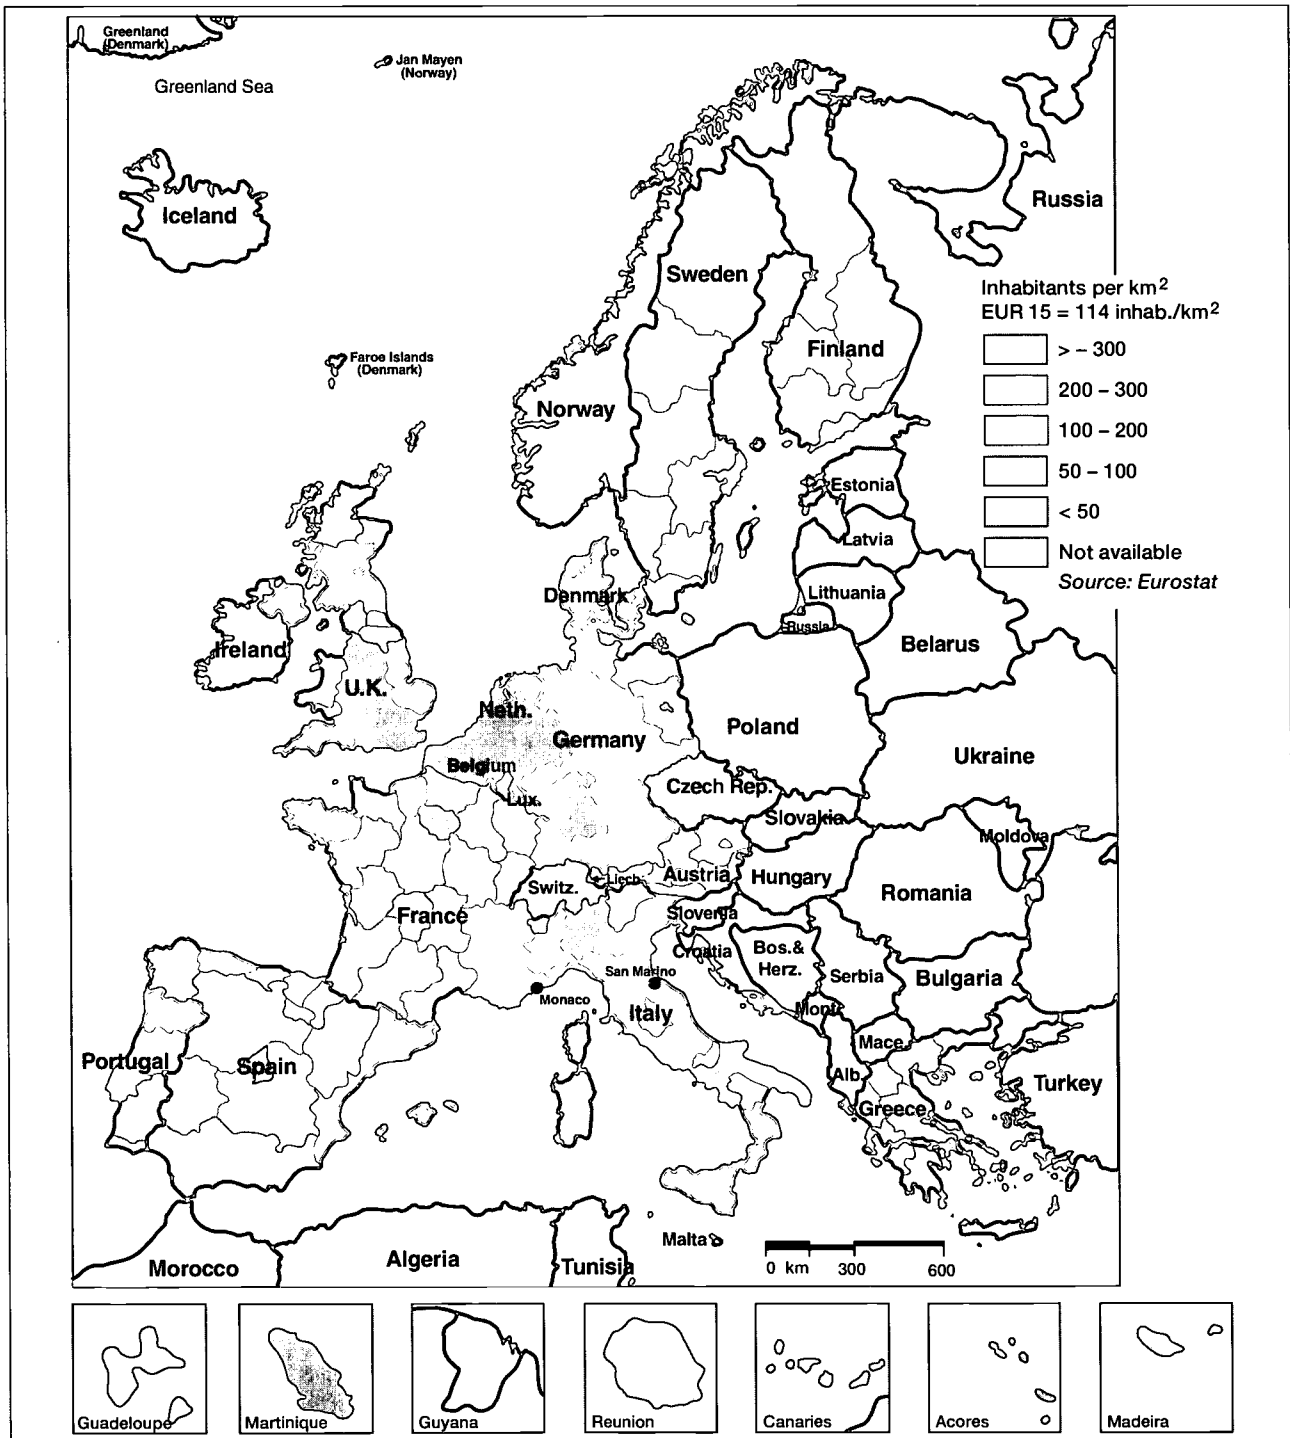 Greenland
(Denmark)
Jan Mayen
(Norway)
Greenland Sea
Iceland
Russia
Sweden
Inhabitants per km2
EUR 15 = 114 inhab./km2
> – 300
200 – 300
100 – 200
50 – 100
< 50
Not available
Source: Eurostat
Finland
Faroe Islands
(Denmark)
Norway
Estonia
Latvia
Lithuania
Russia
Denmark
Belarus
Ireland
U.K.
Neth.
Germany
Poland
Ukraine
Belgium
Lux.
Czech Rep.
Slovakia
Moldova
Switz.
Liech.
Austria
Hungary
Romania
France
Slovenia
Croatia
Bos.&
Herz.
Serbia
Bulgaria
San Marino
Monaco
Italy
Mont.
Mace.
Alb.
Greece
Turkey
Portugal
Spain
Malta
Morocco
Algeria
Tunisia
0 km 300 600
Guadeloupe
Martinique
Guyana
Reunion
Canaries
Acores
Madeira